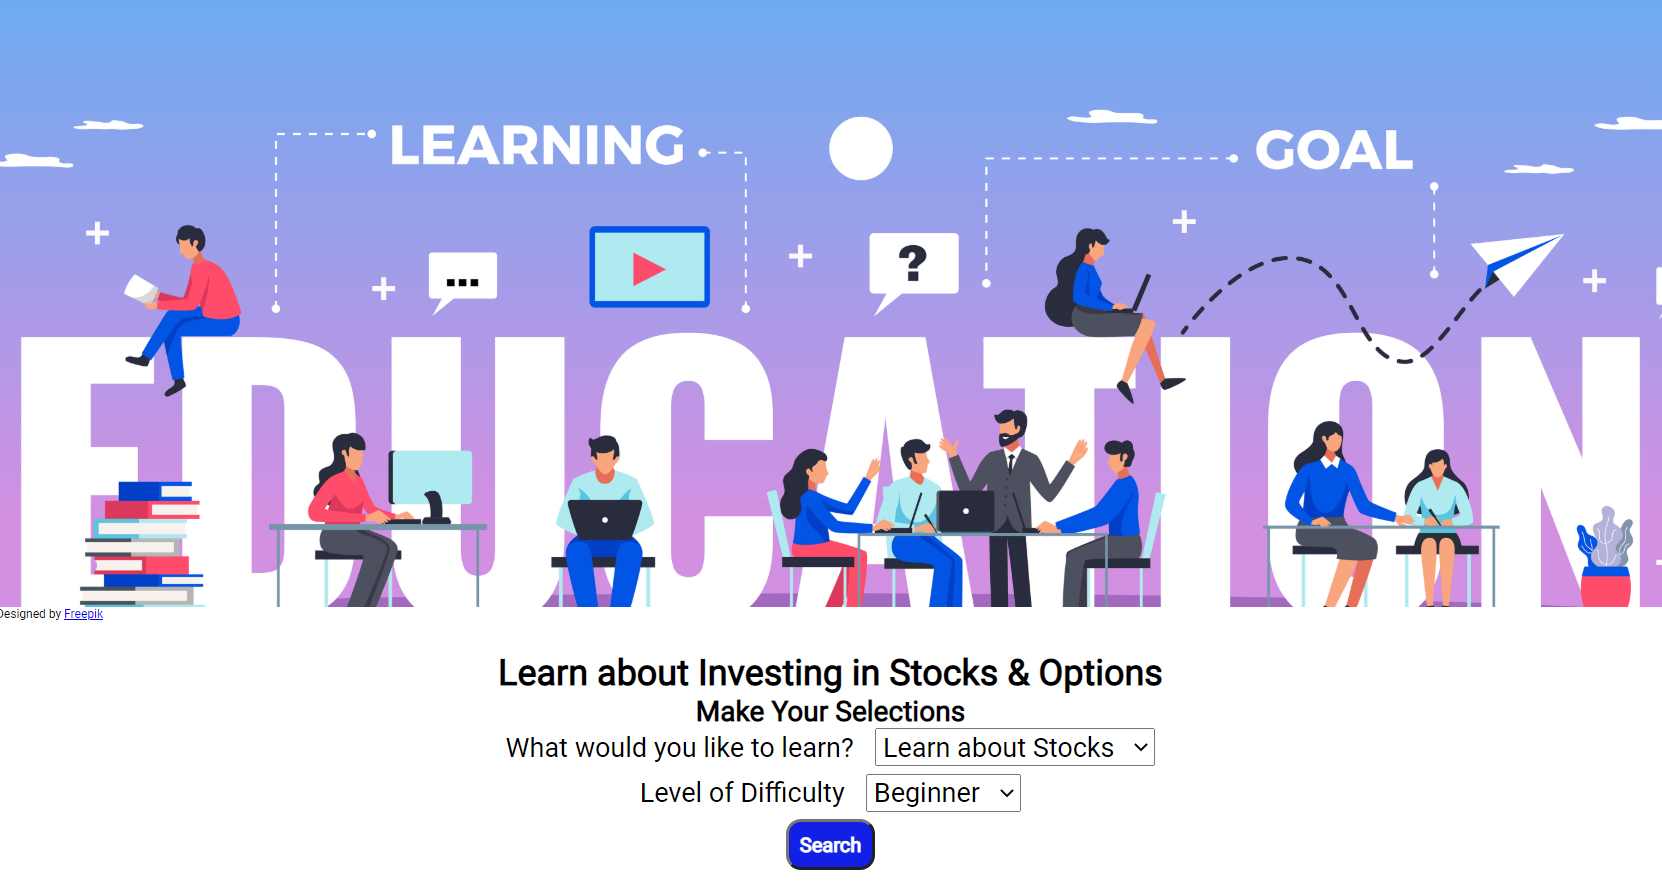 LEARNING
GOAL
...
?
EDUCATION
Designed by Freepik
Learn about Investing in Stocks & Options
Make Your Selections
What would you like to learn? Learn about Stocks
Level of Difficulty Beginner
Search